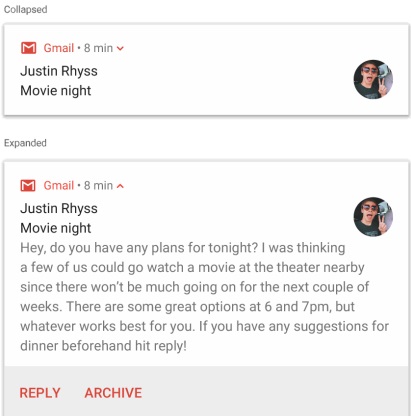 Collapsed
Gmail • 8 min
Justin Rhyss
Movie night
Expanded
Gmail • 8 min
Justin Rhyss
Movie night
Hey, do you have any plans for tonight? I was thinking
a few of us could go watch a movie at the theater nearby
since there won’t be much going on for the next couple of
weeks. There are some great options at 6 and 7pm, but
whatever works best for you. If you have any suggestions for
dinner beforehand hit reply!
REPLY ARCHIVE